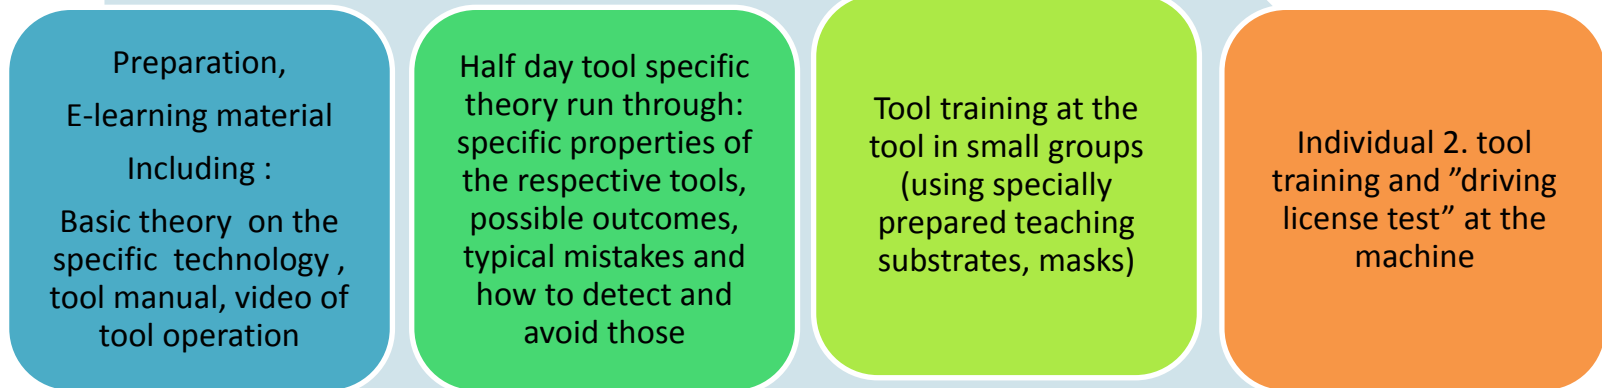 Preparation,
E-learning material
Including :
Basic theory on the
specific technology ,
tool manual, video of
tool operation
Half day tool specific
theory run through:
specific properties of
the respective tools,
possible outcomes,
typical mistakes and
how to detect and
avoid those
Tool training at the
tool in small groups
(using specially
prepared teaching
substrates, masks)
Individual 2. tool
training and ”driving
license test” at the
machine